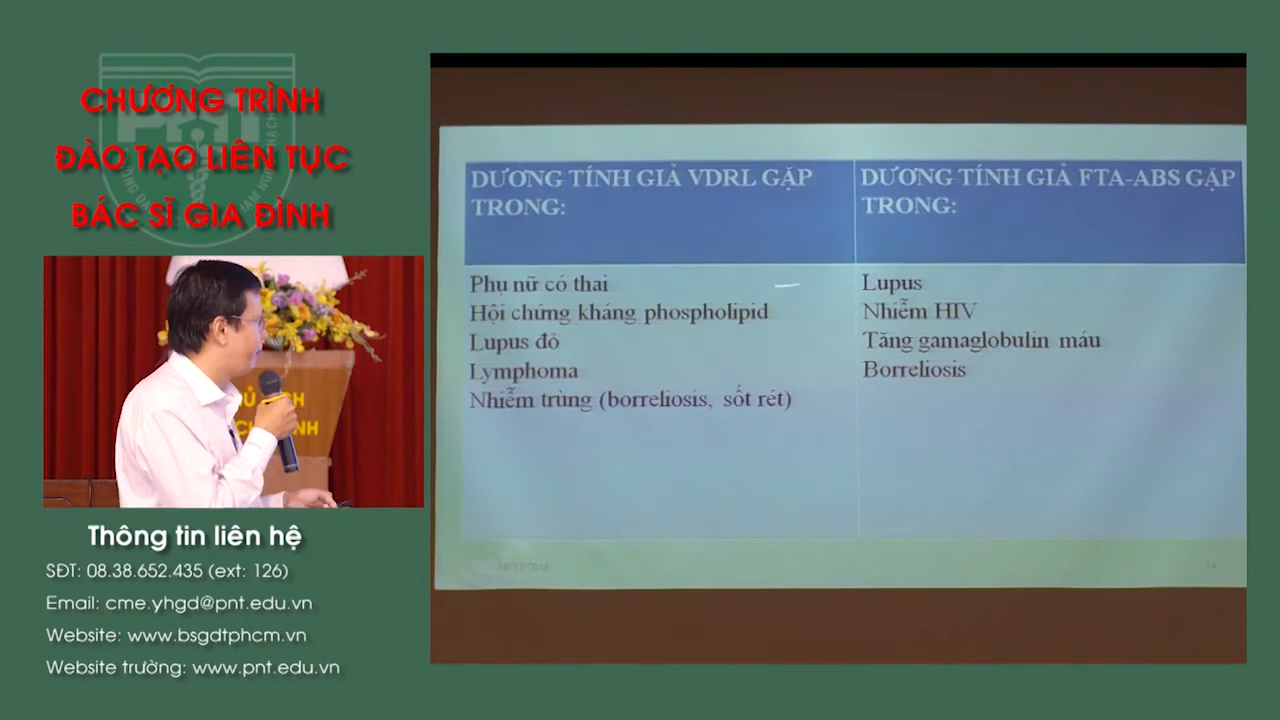 CHƯƠNG TRÌNH
ĐÀO TẠO LIÊN TỤC
BÁC SĨ GIA ĐÌNH
Thông tin liên hệ
SĐT: 08.38.652.435 (ext: 126)
Email: cme.yhgd@pnt.edu.vn
Website: www.bsgdtphcm.vn
Website trường: www.pnt.edu.vn
DƯƠNG TÍNH GIẢ VDRL GẶP
TRONG:
DƯƠNG TÍNH GIẢ FTA-ABS GẶP
TRONG:
Phụ nữ có thai
Hội chứng kháng phospholipid
Lupus đỏ
Lymphoma
Nhiễm trùng (borreliosis, sốt rét)
Lupus
Nhiễm HIV
Tăng gamaglobulin máu
Borreliosis